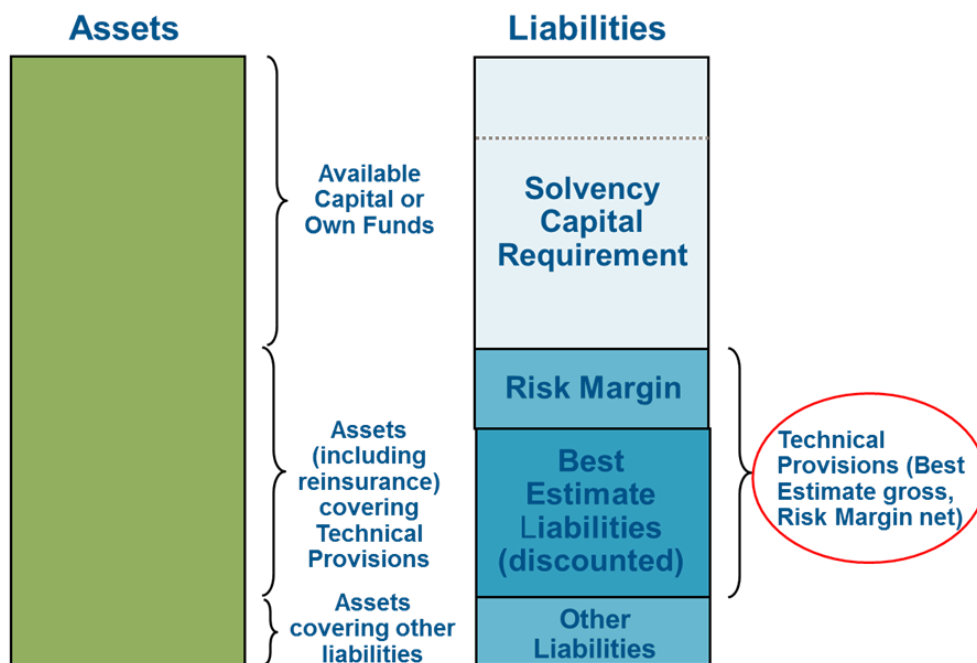 Assets
Liabilities
Available
Capital or
Own Funds
Solvency
Capital
Requirement
Risk Margin
Assets
(including
reinsurance)
covering
Technical
Provisions
Best
Estimate
Liabilities
(discounted)
Technical
Provisions (Best
Estimate gross,
Risk Margin net)
Assets
covering other
liabilities
Other
Liabilities